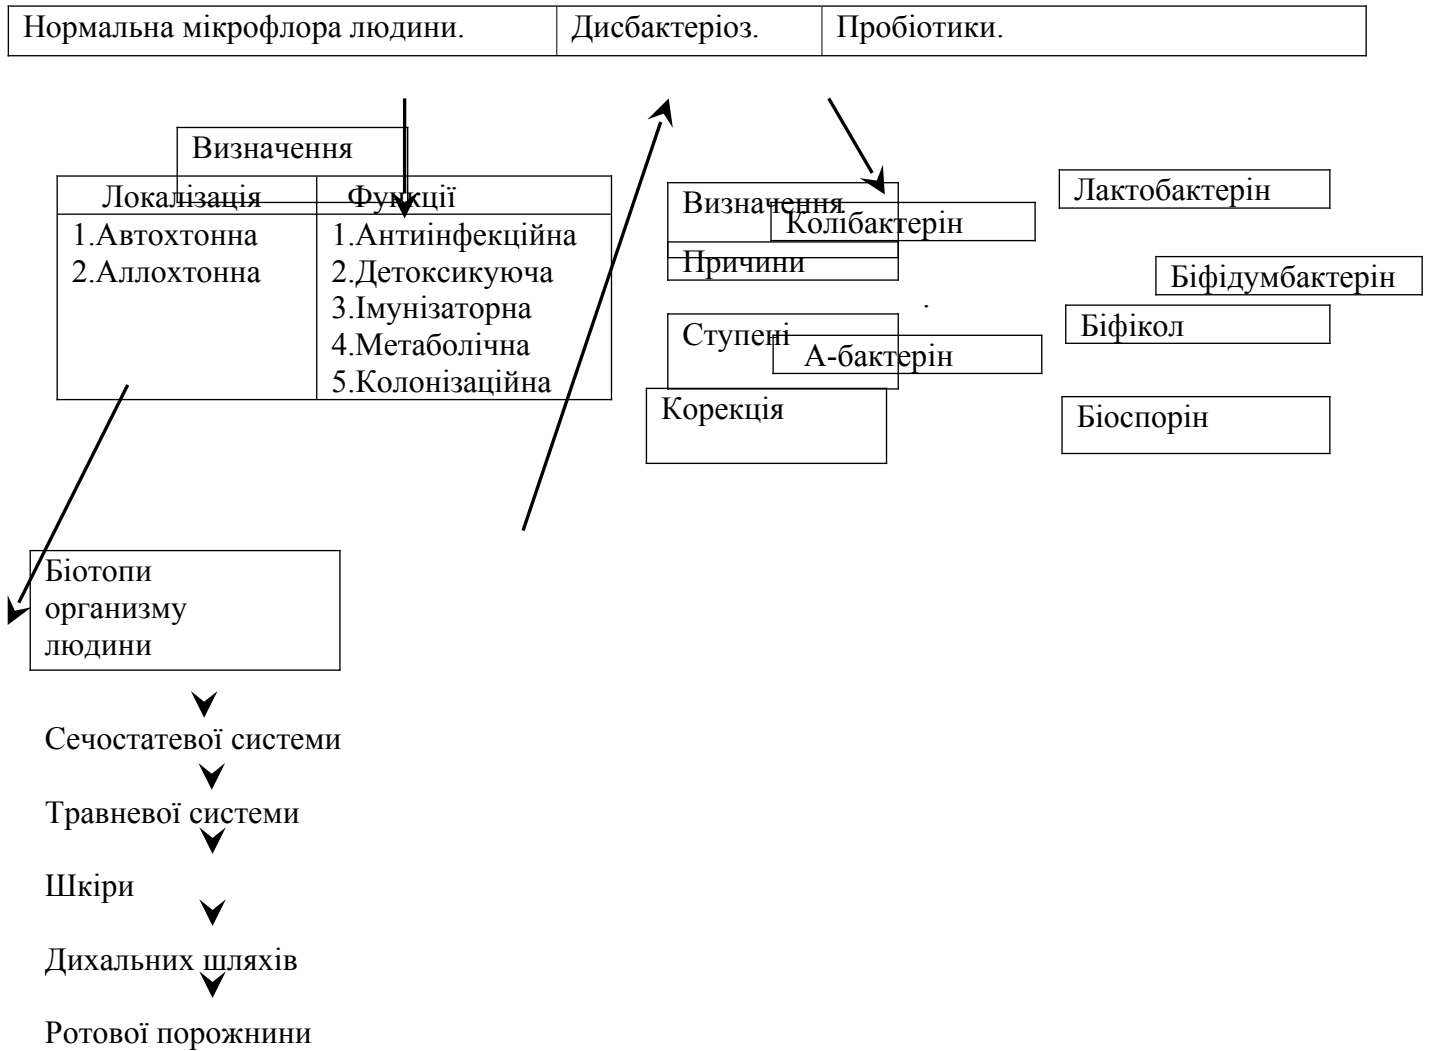 Нормальна мікрофлора людини. Дисбактеріоз. Пробіотики.
Визначення
Локалізація Функції
1.Автохтонна 1.Антиінфекційна
2.Аллохтонна 2.Детоксикуюча
3.Імунізаторна
4.Метаболічна
5.Колонізаційна
Визначення
Причини
Ступені
Корекція
Колібактерін
А-бактерін
Лактобактерін
Біфідумбактерін
Біфікол
Біоспорін
Біотопи
організму
людини
Сечостатевої системи
Травневої системи
Шкіри
Дихальних шляхів
Ротової порожнини